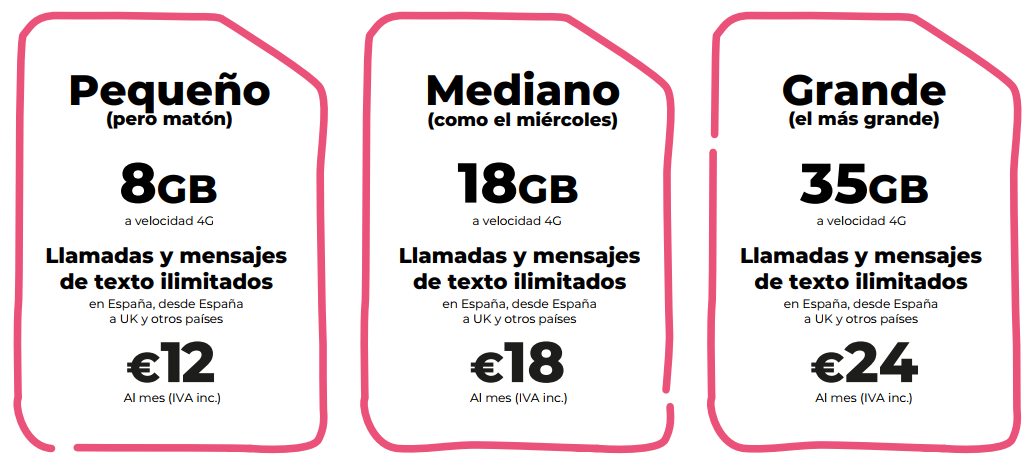 Pequeño
(pero matón)
8GB
a velocidad 4G
Llamadas y mensajes
de texto ilimitados
en España, desde España
a UK y otros países
€12
Al mes (IVA inc.)
Mediano
(como el miércoles)
18GB
a velocidad 4G
Llamadas y mensajes
de texto ilimitados
en España, desde España
a UK y otros países
€18
Al mes (IVA inc.)
Grande
(el más grande)
35GB
a velocidad 4G
Llamadas y mensajes
de texto ilimitados
en España, desde España
a UK y otros países
€24
Al mes (IVA inc.)